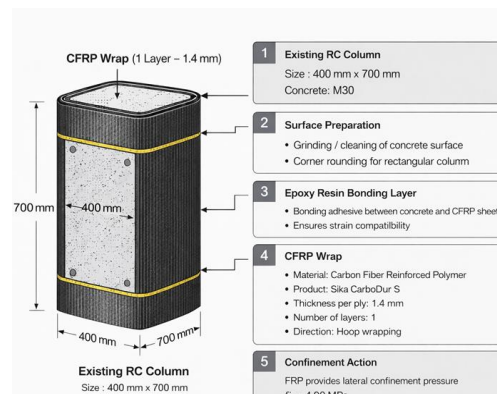 CFRP Wrap (1 Layer – 1.4 mm)
700 mm
400 mm
400 mm
700 mm
Existing RC Column
Size : 400 mm x 700 mm
1 Existing RC Column
Size : 400 mm x 700 mm
Concrete: M30
2 Surface Preparation
• Grinding / cleaning of concrete surface
• Corner rounding for rectangular column
3 Epoxy Resin Bonding Layer
• Bonding adhesive between concrete and CFRP sheet
• Ensures strain compatilbility
4 CFRP Wrap
• Material: Carbon Fiber Reinforced Polymer
• Product: Sika CarboDur S
• Thickness per ply: 1.4 mm
• Number of layers: 1
• Direction: Hoop wrapping
5 Confinement Action
FRP provides lateral confinement pressure